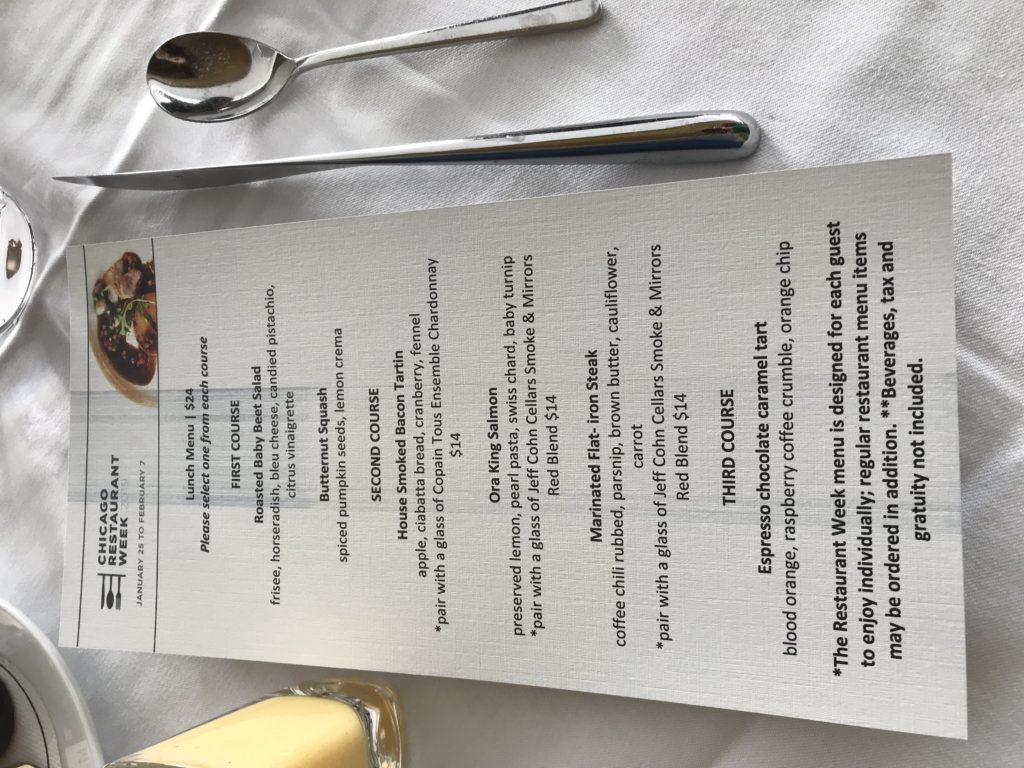 CHICAGO
RESTAURANT
WEEK 2019
JANUARY 25 TO FEBRUARY 7
Lunch Menu | $24
Please select one from each course
FIRST COURSE
Roasted Baby Beet Salad
frisee, horseradish, bleu cheese, candied pistachio,
citrus vinaigrette
Butternut Squash
spiced pumpkin seeds, lemon crema
SECOND COURSE
House Smoked Bacon Tartin
apple, ciabatta bread, cranberry, fennel
*pair with a glass of Copain Tous Ensemble Chardonnay
$14
Ora King Salmon
preserved lemon, pearl pasta, swiss chard, baby turnip
*pair with a glass of Jeff Cohn Cellars Smoke & Mirrors
Red Blend $14
Marinated Flat- iron Steak
coffee chili rubbed, parsnip, brown butter, cauliflower,
carrot
*pair with a glass of Jeff Cohn Cellars Smoke & Mirrors
Red Blend $14
THIRD COURSE
Espresso chocolate caramel tart
blood orange, raspberry coffee crumble, orange chip
*The Restaurant Week menu is designed for each guest
to enjoy individually; regular restaurant menu items
may be ordered in addition. **Beverages, tax and
gratuity not included.